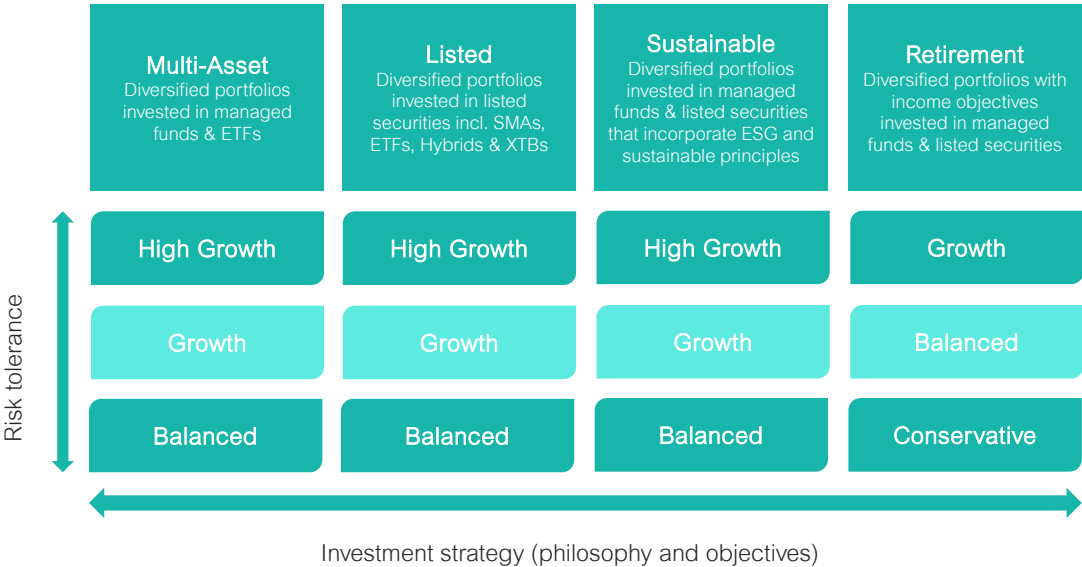 Multi-Asset
Diversified portfolios
invested in managed
funds & ETFs
Listed
Diversified portfolios
invested in listed
securities incl. SMAs,
ETFs, Hybrids & XTBs
Sustainable
Diversified portfolios
invested in managed
funds & listed securities
that incorporate ESG and
sustainable principles
Retirement
Diversified portfolios with
income objectives
invested in managed
funds & listed securities
Risk tolerance
High Growth
High Growth
High Growth
Growth
Growth
Growth
Growth
Balanced
Balanced
Balanced
Balanced
Conservative
Investment strategy (philosophy and objectives)